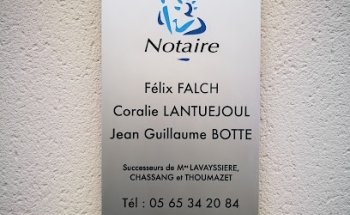 Notaire
Félix FALCH
Coralie LANTUEJOUL
Jean Guillaume BOTTE
Successeurs de Mes LAVAYSSIERE,
CHASSANG et THOUMAZET
Tél : 05 65 34 20 84